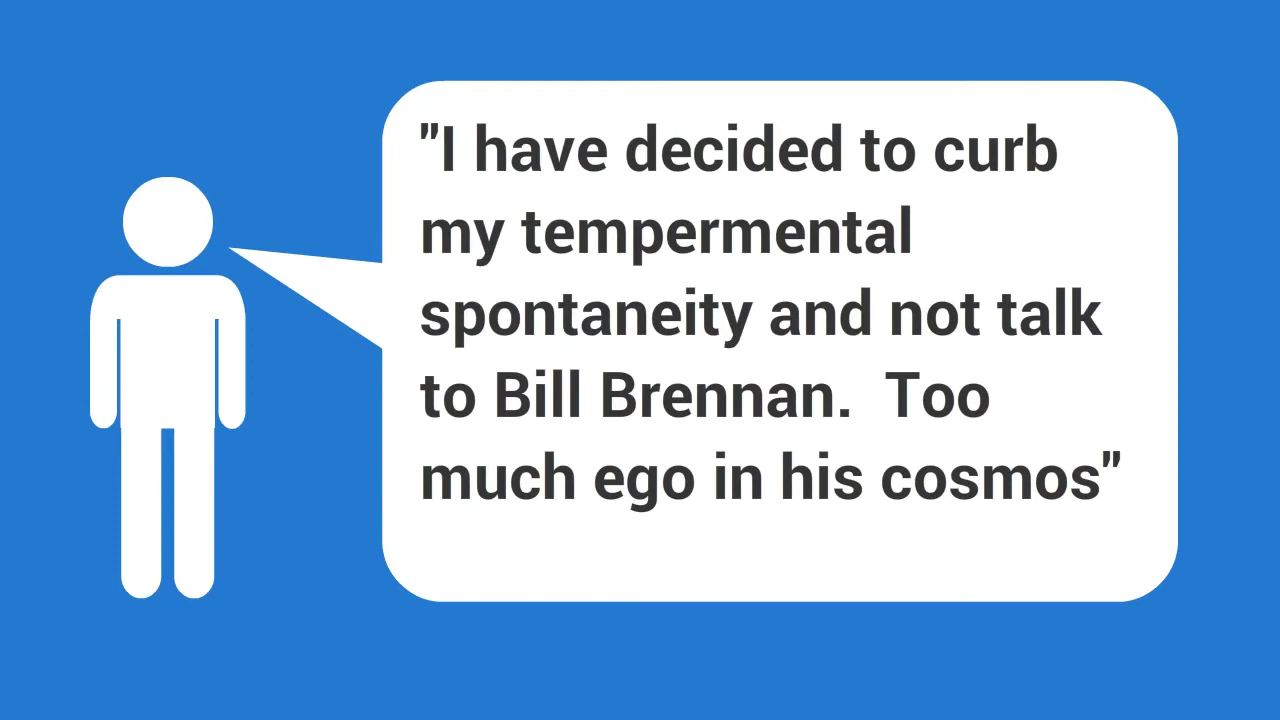 "I have decided to curb
my tempermental
spontaneity and not talk
to Bill Brennan.  Too
much ego in his cosmos"